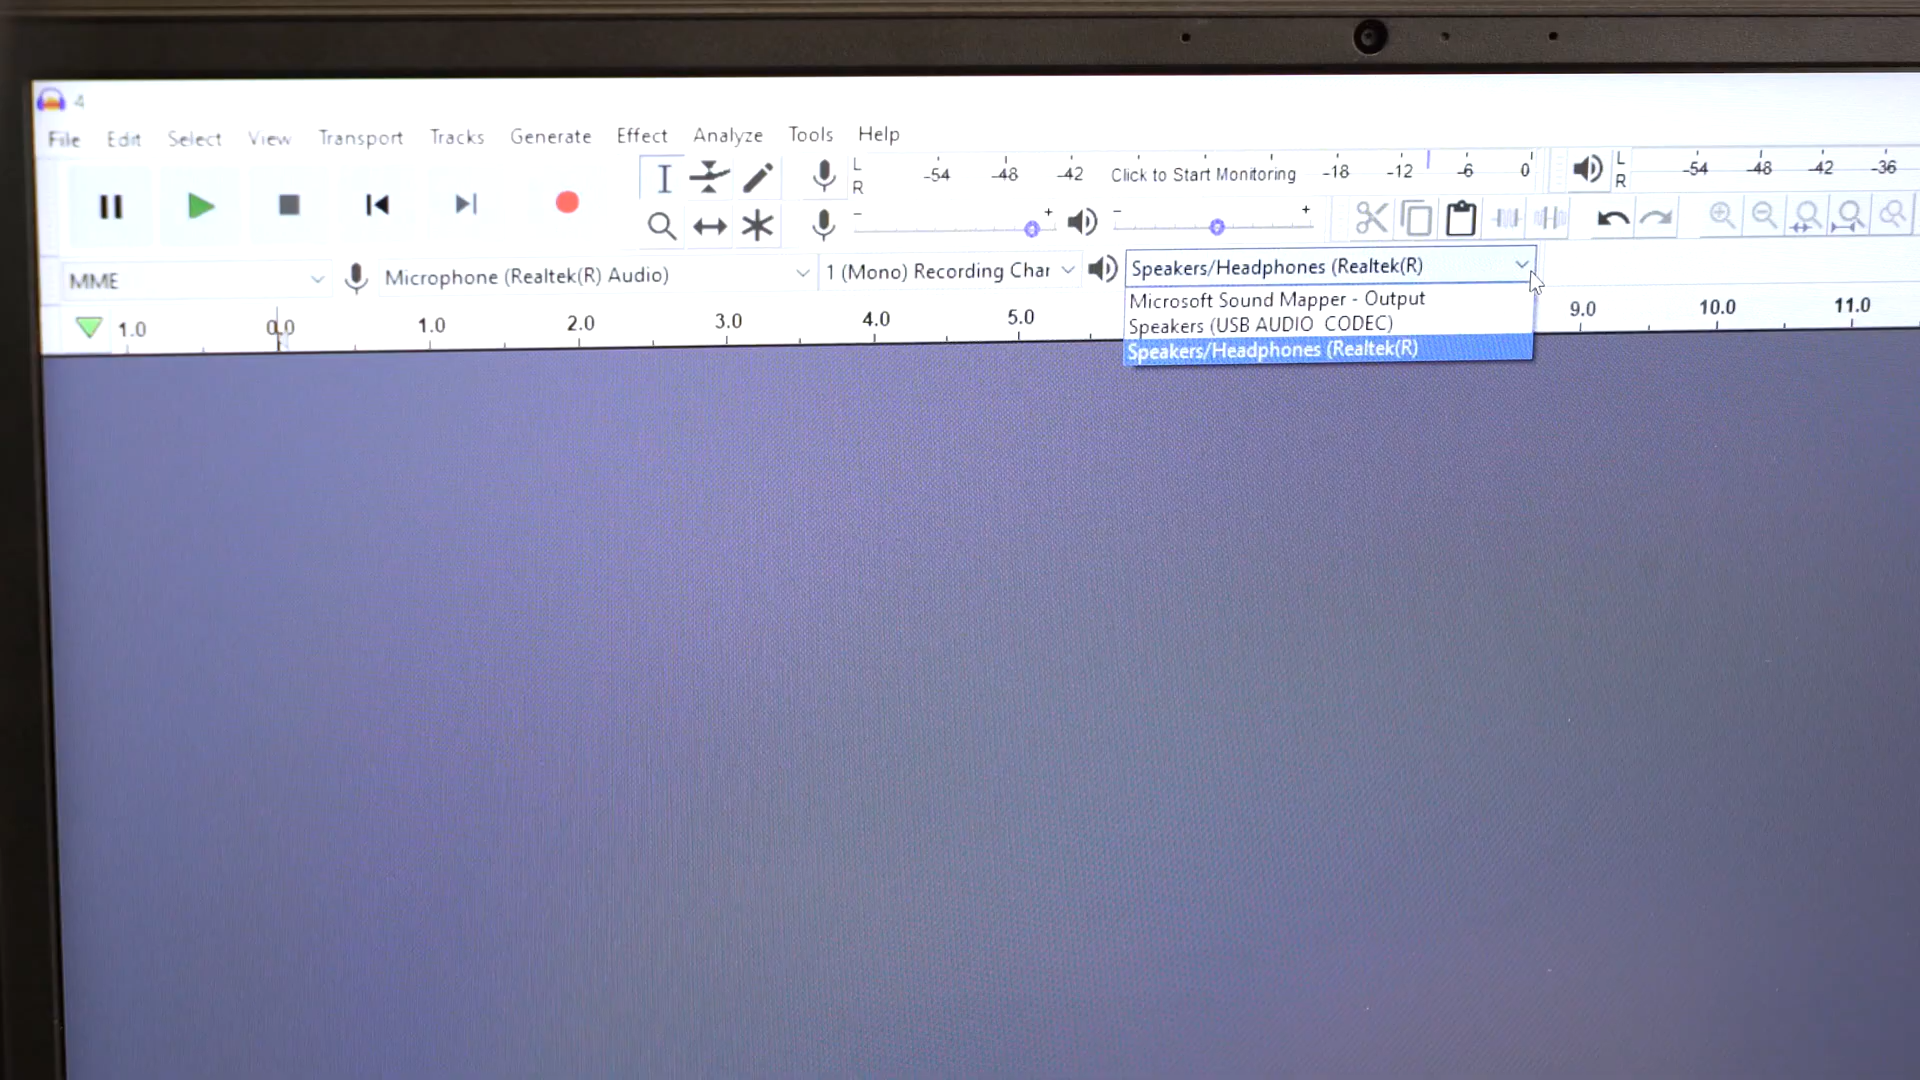 4
File Edit Select View Transport Tracks Generate Effect Analyze Tools Help
L
R
-54 -48 -42 Click to Start Monitoring -18 -12 -6 0
L
R
-54 -48 -42 -36
- +
- +
MME
Microphone (Realtek(R) Audio)
1 (Mono) Recording Char
Speakers/Headphones (Realtek(R)
Microsoft Sound Mapper - Output
Speakers (USB AUDIO CODEC)
Speakers/Headphones (Realtek(R)
1.0 0.0 1.0 2.0 3.0 4.0 5.0 9.0 10.0 11.0